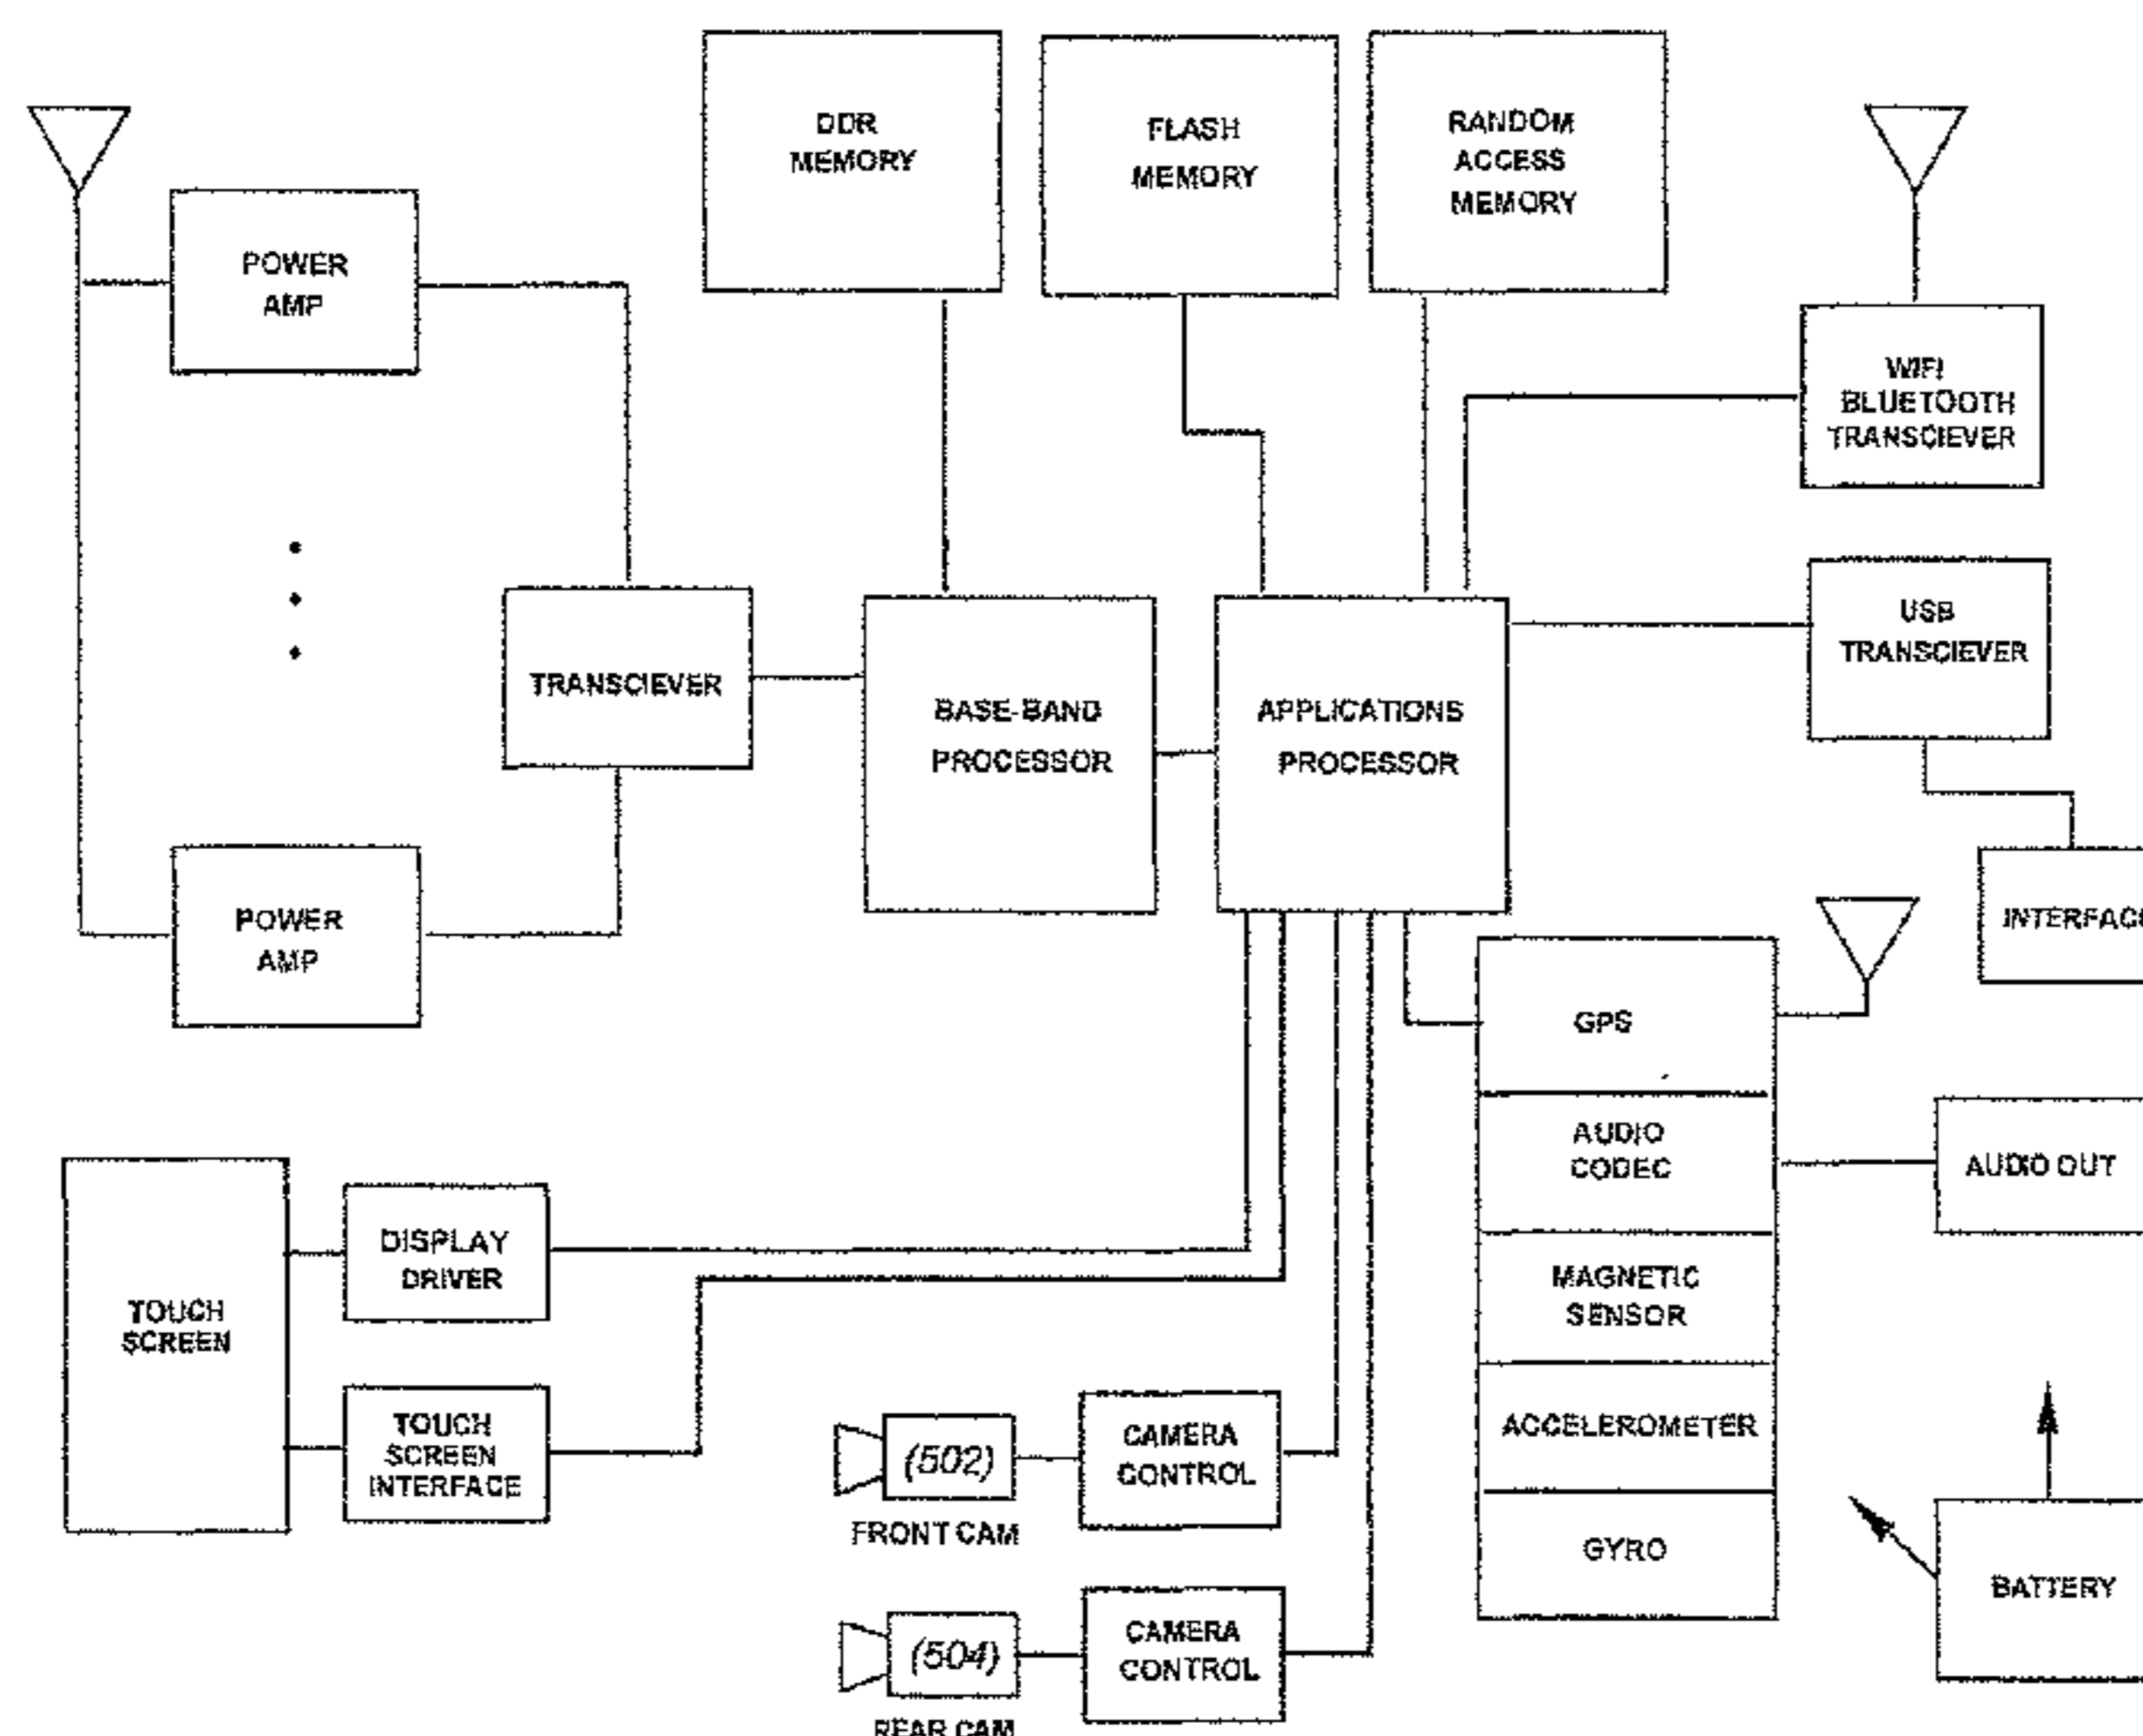 DDR
MEMORY
FLASH
MEMORY
RANDOM
ACCESS
MEMORY
POWER
AMP
WIFI
BLUETOOTH
TRANSCIEVER
USB
TRANSCIEVER
TRANSCIEVER
BASE-BAND
PROCESSOR
APPLICATIONS
PROCESSOR
POWER
AMP
INTERFAC
GPS
AUDIO
CODEC
AUDIO OUT
DISPLAY
DRIVER
MAGNETIC
SENSOR
TOUCH
SCREEN
TOUCH
SCREEN
INTERFACE
(502)
CAMERA
CONTROL
ACCELEROMETER
FRONT CAM
GYRO
BATTERY
(504)
CAMERA
CONTROL
REAR CAM